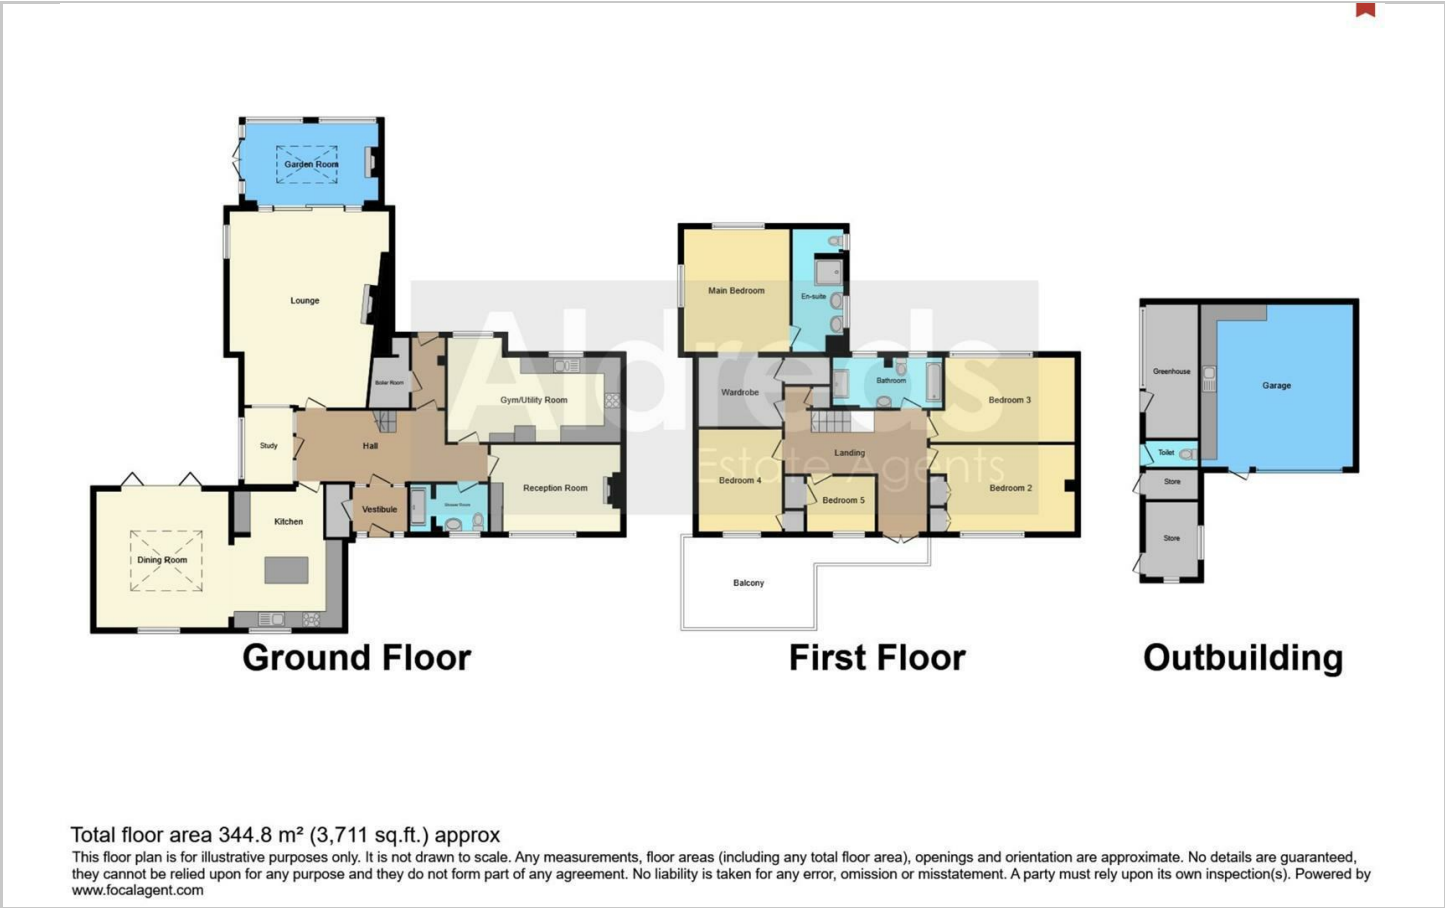 Garden Room
Lounge
Main Bedroom
En-suite
Aldreds
Estate Agents
Boiler Room
Gym/Utility Room
Wardrobe
Bathroom
Bedroom 3
Greenhouse
Garage
Study
Hall
Landing
Toilet
Reception Room
Bedroom 4
Bedroom 5
Bedroom 2
Store
Kitchen
Vestibule
Shower Room
Store
Dining Room
Balcony
Ground Floor
First Floor
Outbuilding
Total floor area 344.8 m² (3,711 sq.ft.) approx
This floor plan is for illustrative purposes only. It is not drawn to scale. Any measurements, floor areas (including any total floor area), openings and orientation are approximate. No details are guaranteed,
they cannot be relied upon for any purpose and they do not form part of any agreement. No liability is taken for any error, omission or misstatement. A party must rely upon its own inspection(s). Powered by
www.focalagent.com